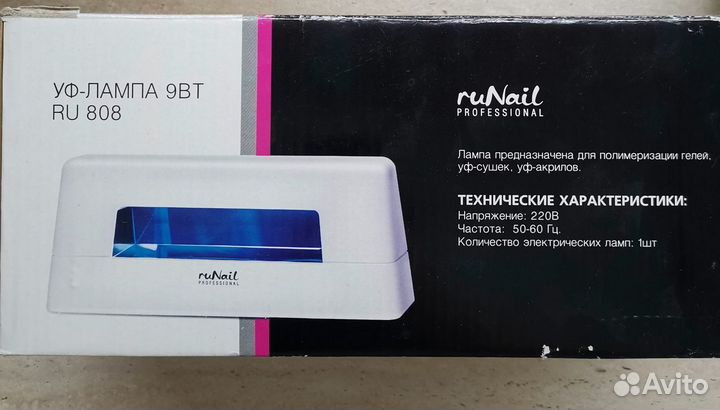 УФ-ЛАМПА 9ВТ
RU 808
ruNail
PROFESSIONAL
Лампа предназначена для полимеризации гелей,
уф-сушек, уф-акрилов.
ТЕХНИЧЕСКИЕ ХАРАКТЕРИСТИКИ:
Напряжение: 220В
Частота: 50-60 Гц.
Количество электрических ламп: 1шт
ruNail
PROFESSIONAL
Avito